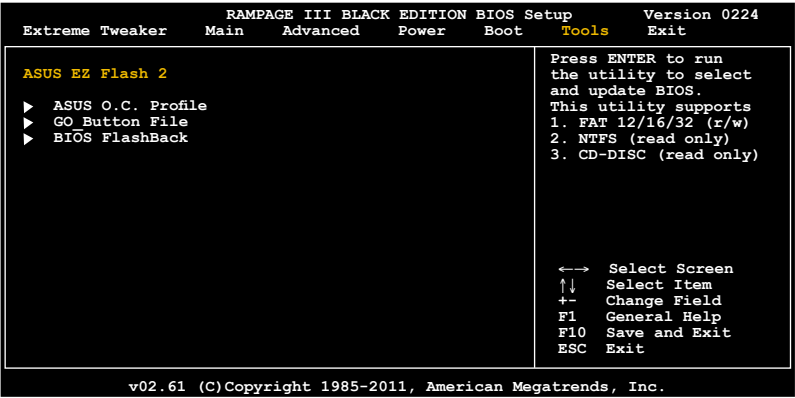 RAMPAGE III BLACK EDITION BIOS Setup Version 0224
Extreme Tweaker Main Advanced Power Boot Tools Exit
ASUS EZ Flash 2
▶ ASUS O.C. Profile
▶ GO_Button File
▶ BIOS FlashBack
Press ENTER to run
the utility to select
and update BIOS.
This utility supports
1. FAT 12/16/32 (r/w)
2. NTFS (read only)
3. CD-DISC (read only)
←→ Select Screen
↑↓ Select Item
+- Change Field
F1 General Help
F10 Save and Exit
ESC Exit
v02.61 (C)Copyright 1985-2011, American Megatrends, Inc.